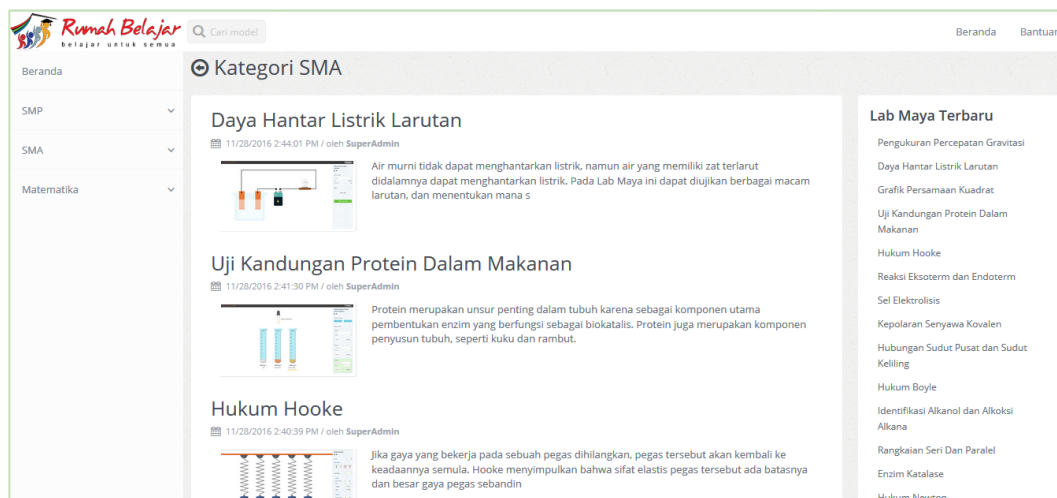 Rumah Belajar
belajar untuk semua
Cari model
Beranda
Bantuan
Beranda
SMP
SMA
Matematika
Kategori SMA
Daya Hantar Listrik Larutan
11/28/2016 2:44:01 PM / oleh SuperAdmin
Air murni tidak dapat menghantarkan listrik, namun air yang memiliki zat terlarut
didalamnya dapat menghantarkan listrik. Pada Lab Maya ini dapat diujikan berbagai macam
larutan, dan menentukan mana s
Uji Kandungan Protein Dalam Makanan
11/28/2016 2:41:30 PM / oleh SuperAdmin
Protein merupakan unsur penting dalam tubuh karena sebagai komponen utama
pembentukan enzim yang berfungsi sebagai biokatalis. Protein juga merupakan komponen
penyusun tubuh, seperti kuku dan rambut.
Hukum Hooke
11/28/2016 2:40:39 PM / oleh SuperAdmin
Jika gaya yang bekerja pada sebuah pegas dihilangkan, pegas tersebut akan kembali ke
keadaannya semula. Hooke menyimpulkan bahwa sifat elastis pegas tersebut ada batasnya
dan besar gaya pegas sebandin
Lab Maya Terbaru
Pengukuran Percepatan Gravitasi
Daya Hantar Listrik Larutan
Grafik Persamaan Kuadrat
Uji Kandungan Protein Dalam
Makanan
Hukum Hooke
Reaksi Eksoterm dan Endoterm
Sel Elektrolisis
Kepolaran Senyawa Kovalen
Hubungan Sudut Pusat dan Sudut
Keliling
Hukum Boyle
Identifikasi Alkanol dan Alkoksi
Alkana
Rangkaian Seri Dan Paralel
Enzim Katalase
Hukum Newton